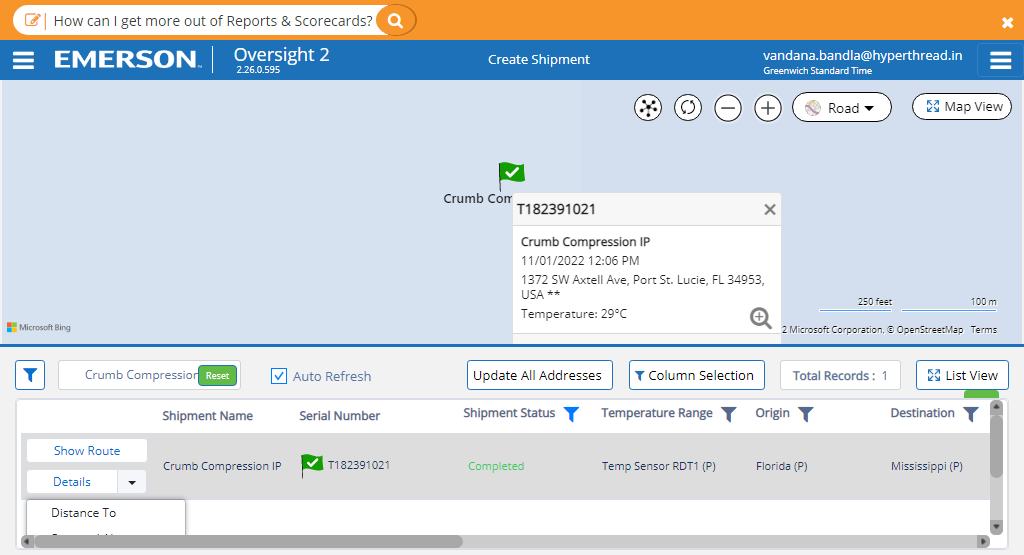 How can I get more out of Reports & Scorecards?
EMERSON
Oversight 2
2.26.0.595
Create Shipment
vandana.bandla@hyperthread.in
Greenwich Standard Time
Road
Map View
Crumb Com
T182391021
Crumb Compression IP
11/01/2022 12:06 PM
1372 SW Axtell Ave, Port St. Lucie, FL 34953,
USA **
Temperature: 29°C
250 feet
100 m
Microsoft Bing
2 Microsoft Corporation, © OpenStreetMap Terms
Crumb Compression
Reset
Auto Refresh
Update All Addresses
Column Selection
Total Records : 1
List View
Shipment Name
Serial Number
Shipment Status
Temperature Range
Origin
Destination
Show Route
Details
Crumb Compression IP
T182391021
Completed
Temp Sensor RDT1 (P)
Florida (P)
Mississippi (P)
Distance To